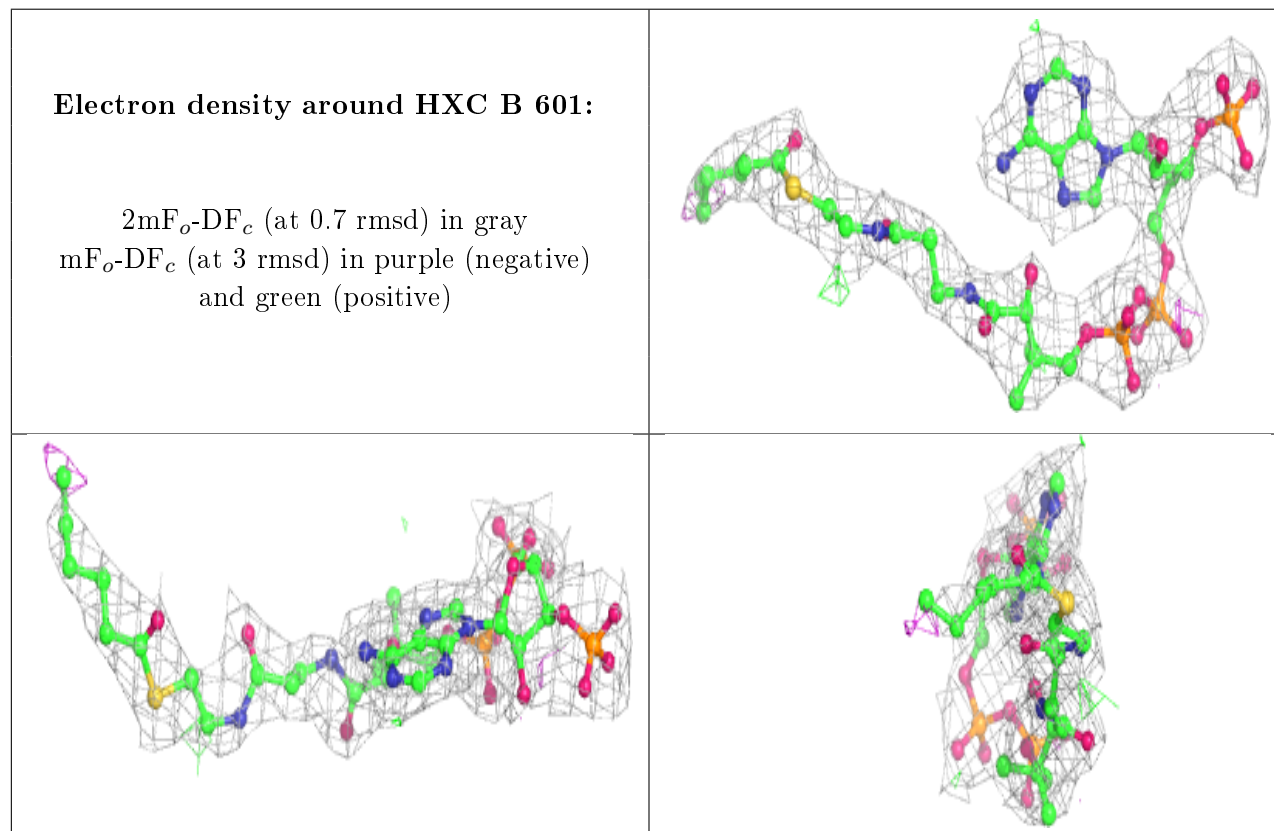 Electron density around HXC B 601:
2mFo-DFc (at 0.7 rmsd) in gray
mFo-DFc (at 3 rmsd) in purple (negative)
and green (positive)